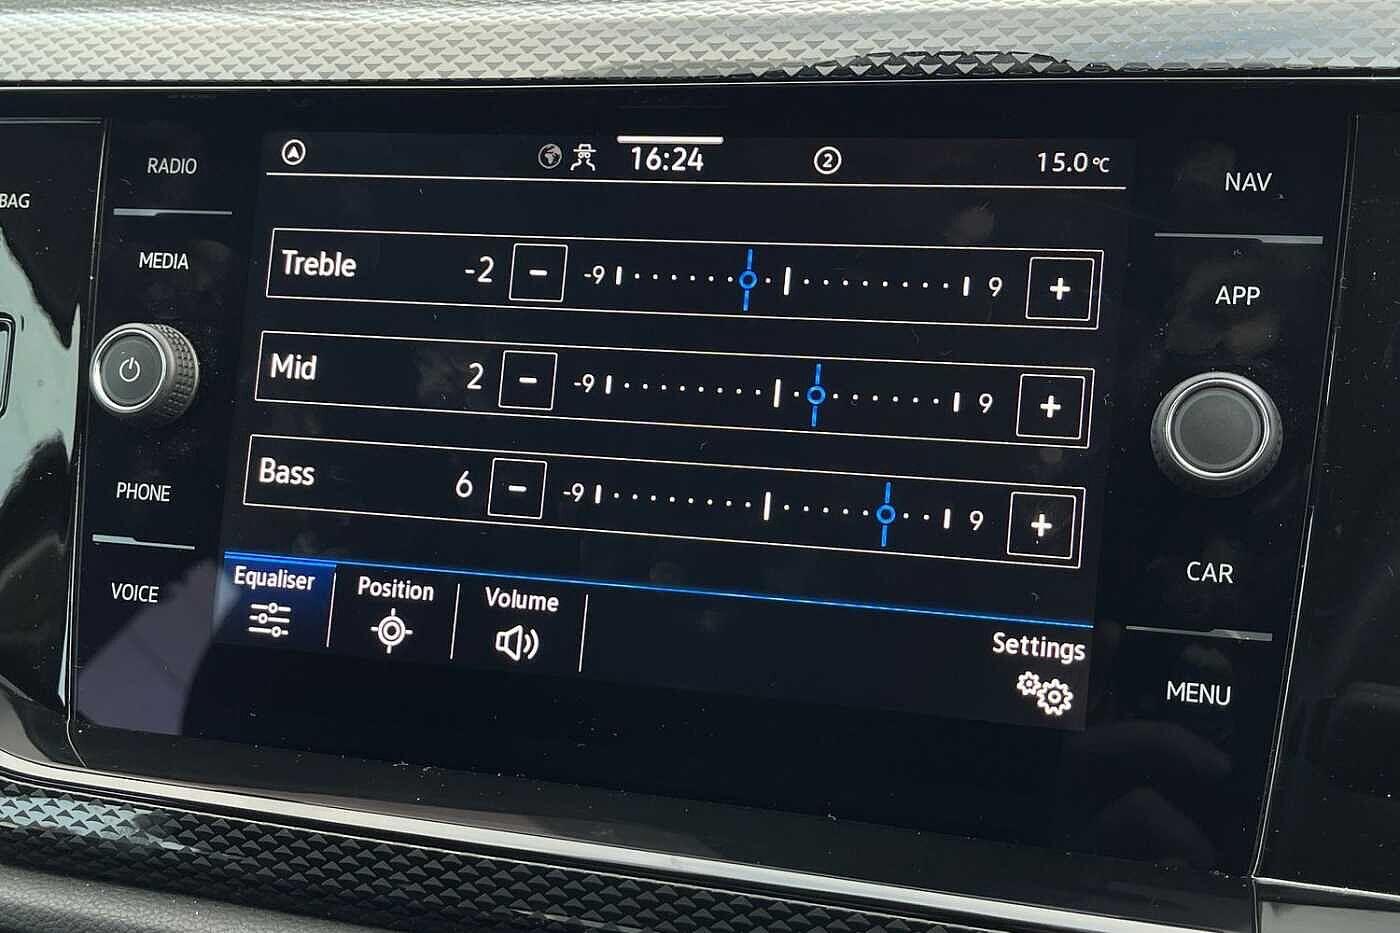 BAG
RADIO
MEDIA
PHONE
VOICE
16:24
2
15.0 °C
Treble -2 - -9 9 +
Mid 2 - -9 9 +
Bass 6 - -9 9 +
Equaliser
Position
Volume
Settings
NAV
APP
CAR
MENU